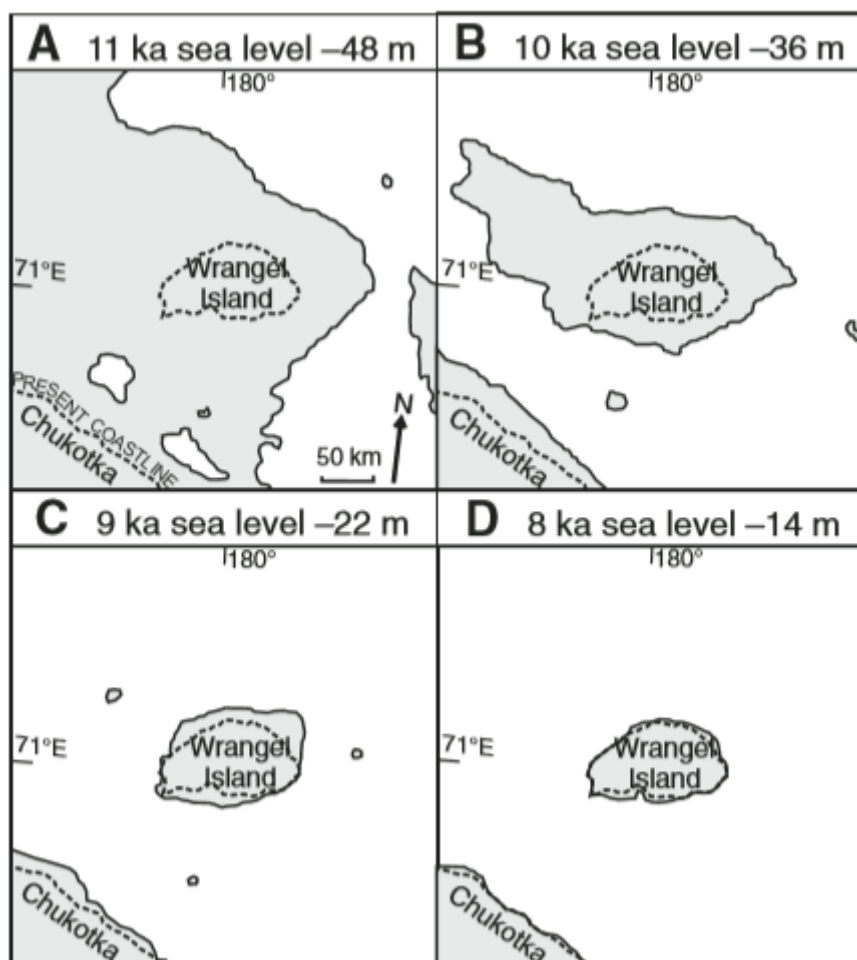 A 11 ka sea level –48 m
180°
71°E
Wrangel
Island
PRESENT COASTLINE
Chukotka
N
50 km
B 10 ka sea level –36 m
180°
71°E
Wrangel
Island
Chukotka
C 9 ka sea level –22 m
180°
71°E
Wrangel
Island
Chukotka
D 8 ka sea level –14 m
180°
71°E
Wrangel
Island
Chukotka